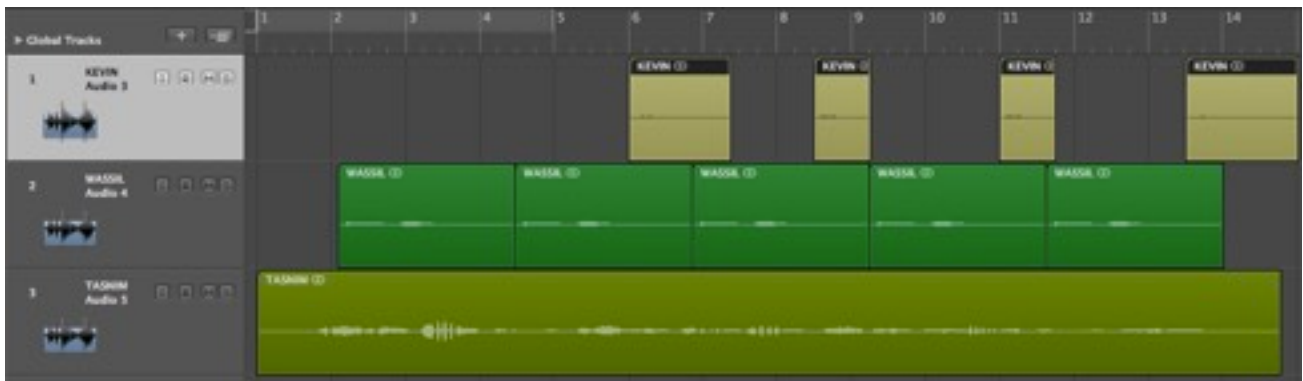 1 2 3 4 5 6 7 8 9 10 11 12 13 14
Global Tracks
1 KEVIN
Audio 3
KEVIN KEVIN KEVIN KEVIN
2 WASSIL
Audio 4
WASSIL WASSIL WASSIL WASSIL WASSIL
3 TASNIM
Audio 5
TASNIM